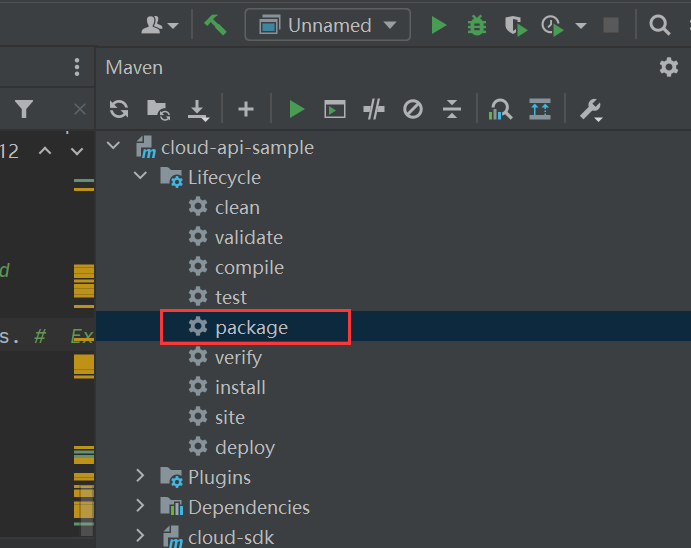 Unnamed
Maven
12
cloud-api-sample
Lifecycle
clean
validate
compile
d
test
s. # Ex
package
verify
install
site
deploy
Plugins
Dependencies
cloud-sdk